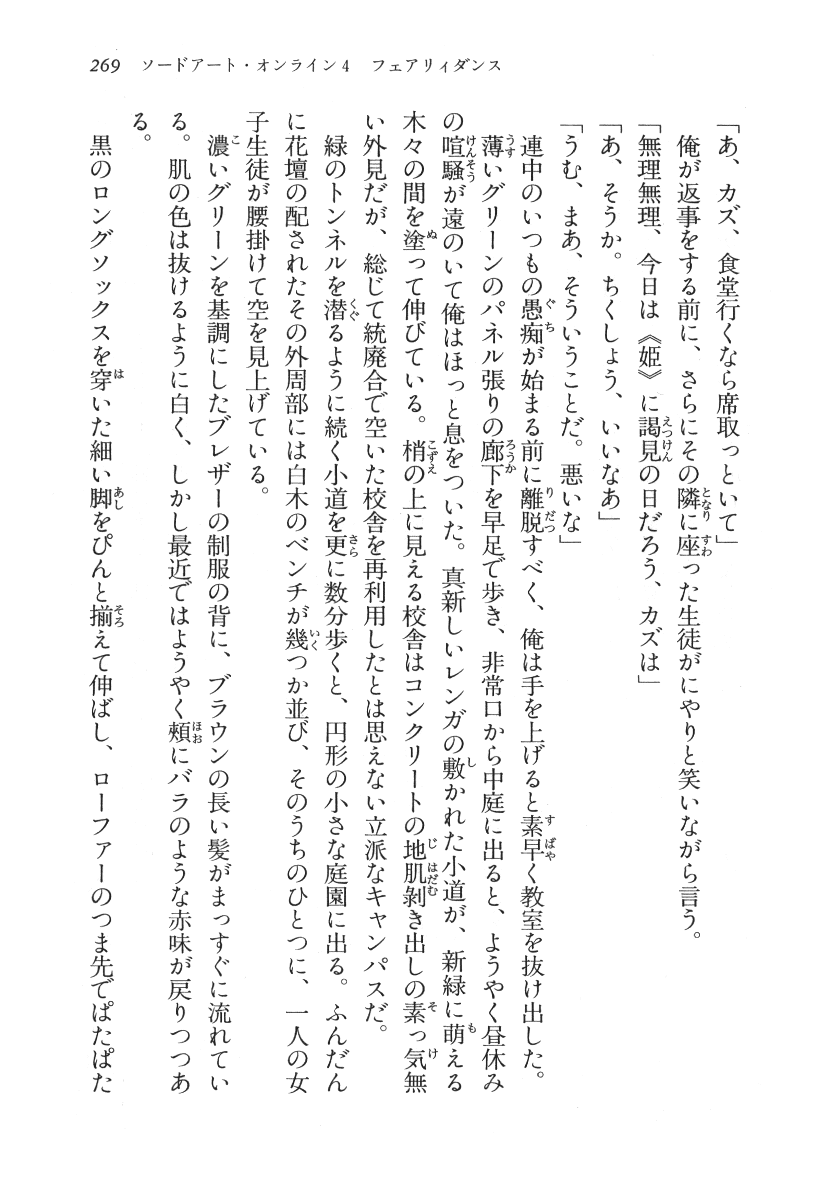 269 ソードアート・オンライン4 フェアリィダンス
「あ、カズ、食堂行くなら席取っといて」
俺が返事をする前に、さらにその隣に座った生徒がにやりと笑いながら言う。
「無理無理、今日は《姫》に謁見の日だろう、カズは」
「あ、そうか。ちくしょう、いいなあ」
「うむ、まあ、そういうことだ。悪いな」
連中のいつもの愚痴が始まる前に離脱すべく、俺は手を上げると素早く教室を抜け出した。
薄いグリーンのパネル張りの廊下を早足で歩き、非常口から中庭に出ると、ようやく昼休み
の喧騒が遠のいて俺はほっと息をついた。真新しいレンガの敷かれた小道が、新緑に萌える
木々の間を塗って伸びている。梢の上に見える校舎はコンクリートの地肌剝き出しの素っ気無
い外見だが、総じて統廃合で空いた校舎を再利用したとは思えない立派なキャンパスだ。
緑のトンネルを潜るように続く小道を更に数分歩くと、円形の小さな庭園に出る。ふんだん
に花壇の配されたその外周部には白木のベンチが幾つか並び、そのうちのひとつに、一人の女
子生徒が腰掛けて空を見上げている。
濃いグリーンを基調にしたブレザーの制服の背に、ブラウンの長い髪がまっすぐに流れてい
る。肌の色は抜けるように白く、しかし最近ではようやく頰にバラのような赤味が戻りつつあ
る。
黒のロングソックスを穿いた細い脚をぴんと揃えて伸ばし、ローファーのつま先でぱたぱた